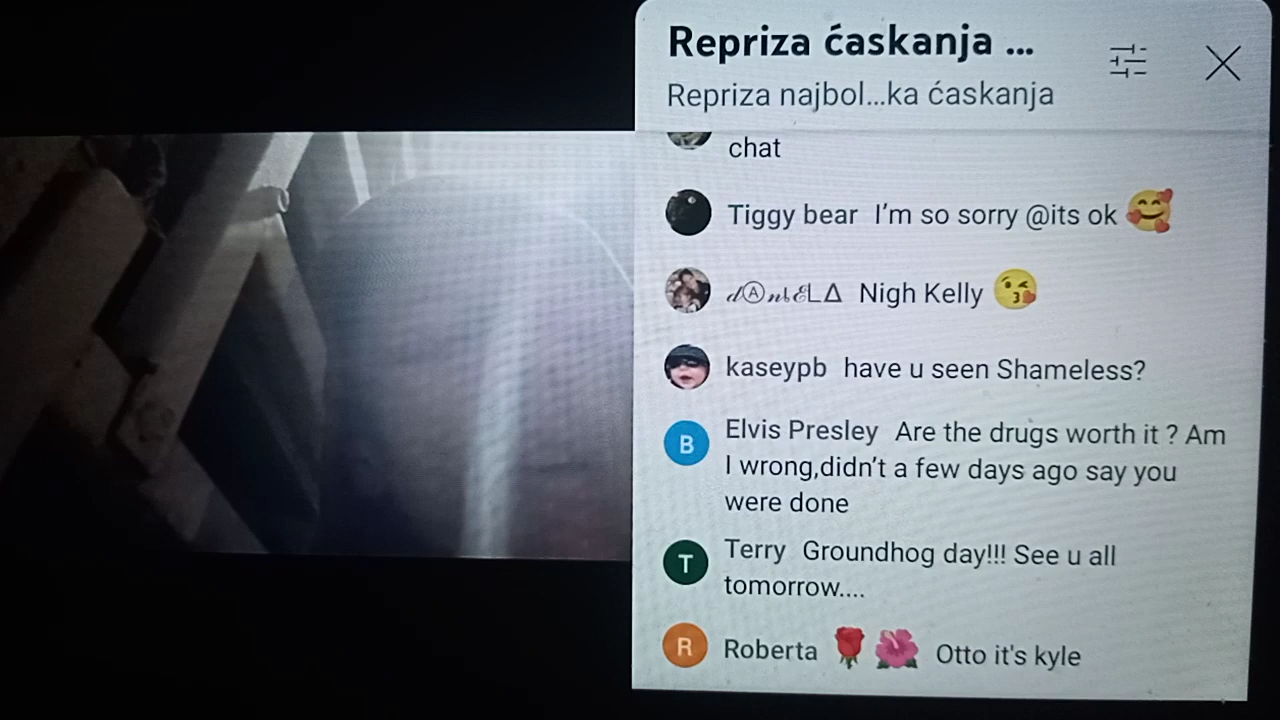 Repriza ćaskanja ...
Repriza najbol...ka ćaskanja
chat
Tiggy bear I'm so sorry @its ok 🥰
𝒹Ⓐ𝓃𝒾ℰLΔ Nigh Kelly 😘
kaseypb have u seen Shameless?
B Elvis Presley Are the drugs worth it ? Am
I wrong,didn't a few days ago say you
were done
T Terry Groundhog day!!! See u all
tomorrow....
R Roberta 🌹🌺 Otto it's kyle